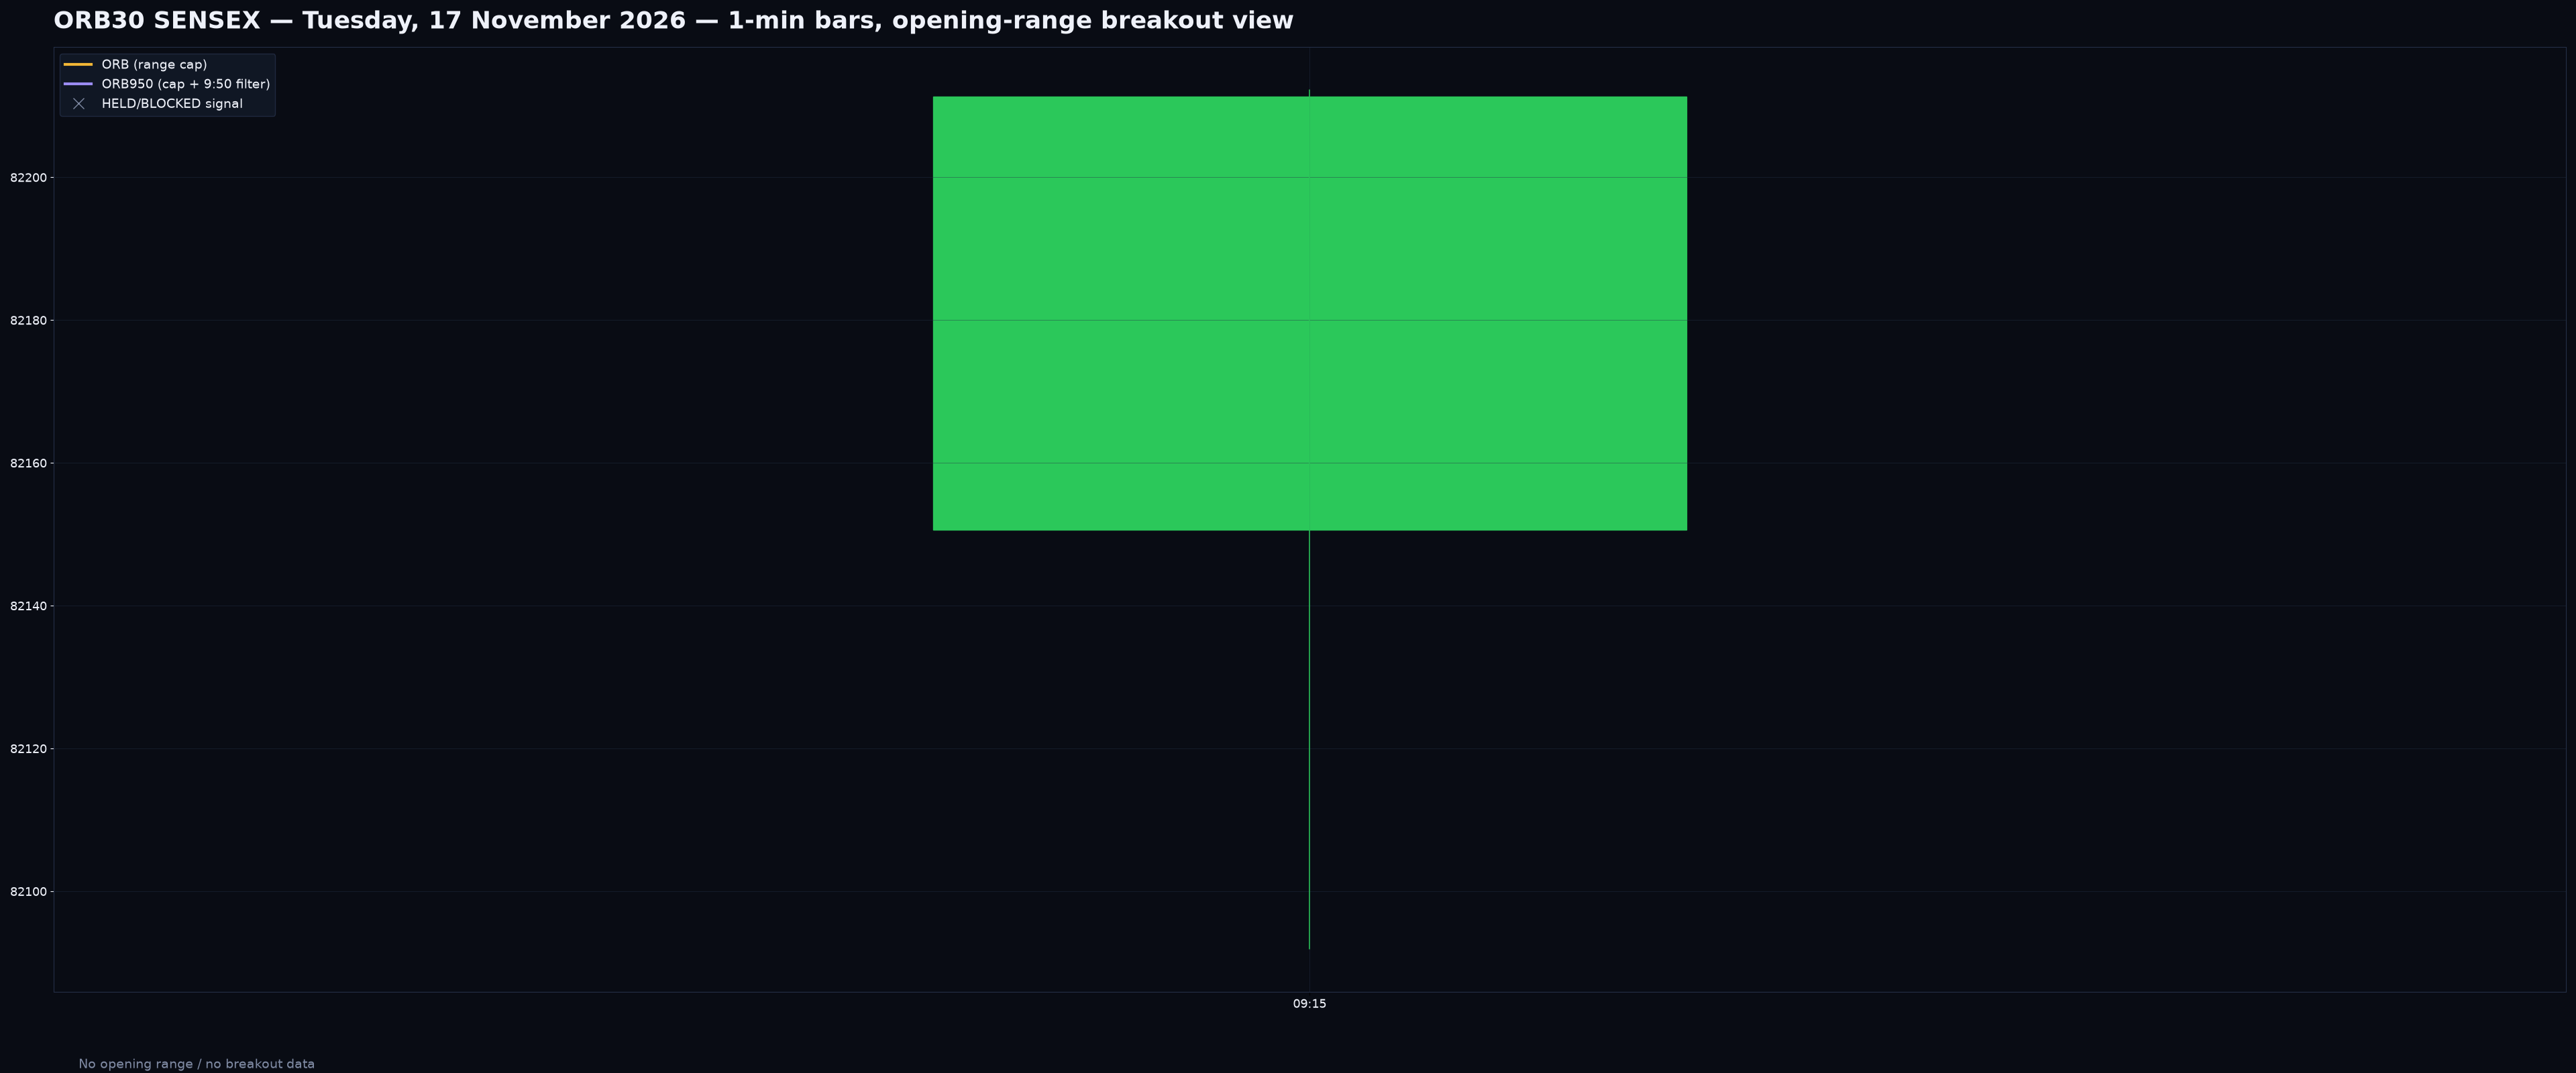 ORB30 SENSEX — Tuesday, 17 November 2026 — 1-min bars, opening-range breakout view
ORB (range cap)
ORB950 (cap + 9:50 filter)
HELD/BLOCKED signal
82200
82180
82160
82140
82120
82100
09:15
No opening range / no breakout data